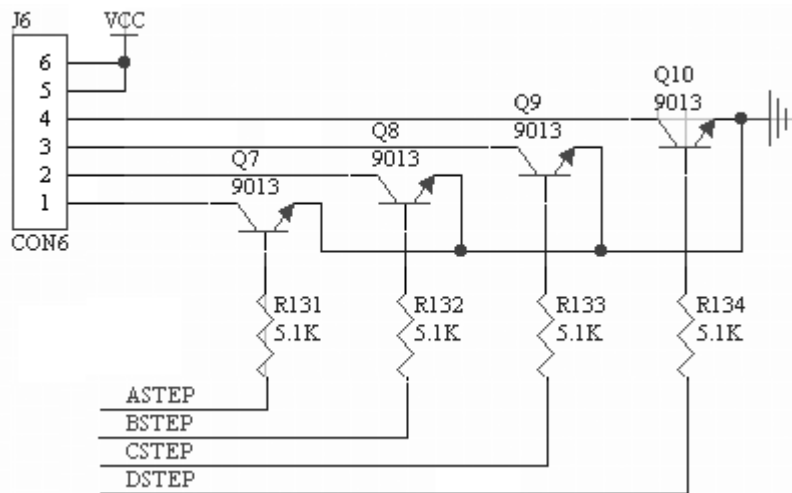 J6
VCC
6
5
4
3
2
1
CON6
Q7
9013
Q8
9013
Q9
9013
Q10
9013
R131
5.1K
R132
5.1K
R133
5.1K
R134
5.1K
ASTEP
BSTEP
CSTEP
DSTEP